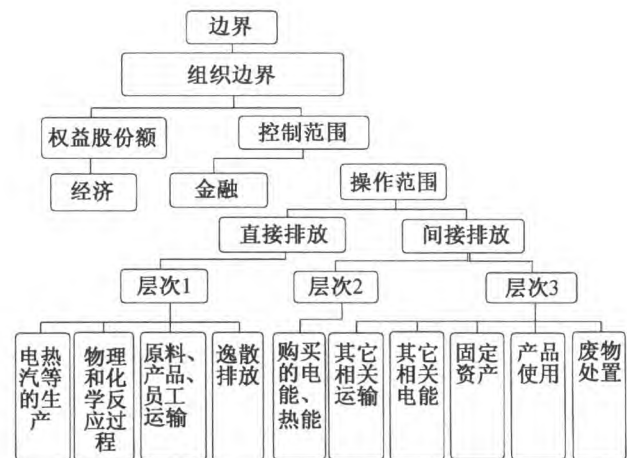 边界
组织边界
权益股份额
控制范围
经济
金融
操作范围
直接排放
间接排放
层次1
层次2
层次3
电热
汽等
的生
产
物理
和化
学反
应过
程
原料、
产品、
员工
运输
逸散
排放
购买
的电
能、
热能
其它
相关
运输
其它
相关
电能
固定
资产
产品
使用
废物
处置